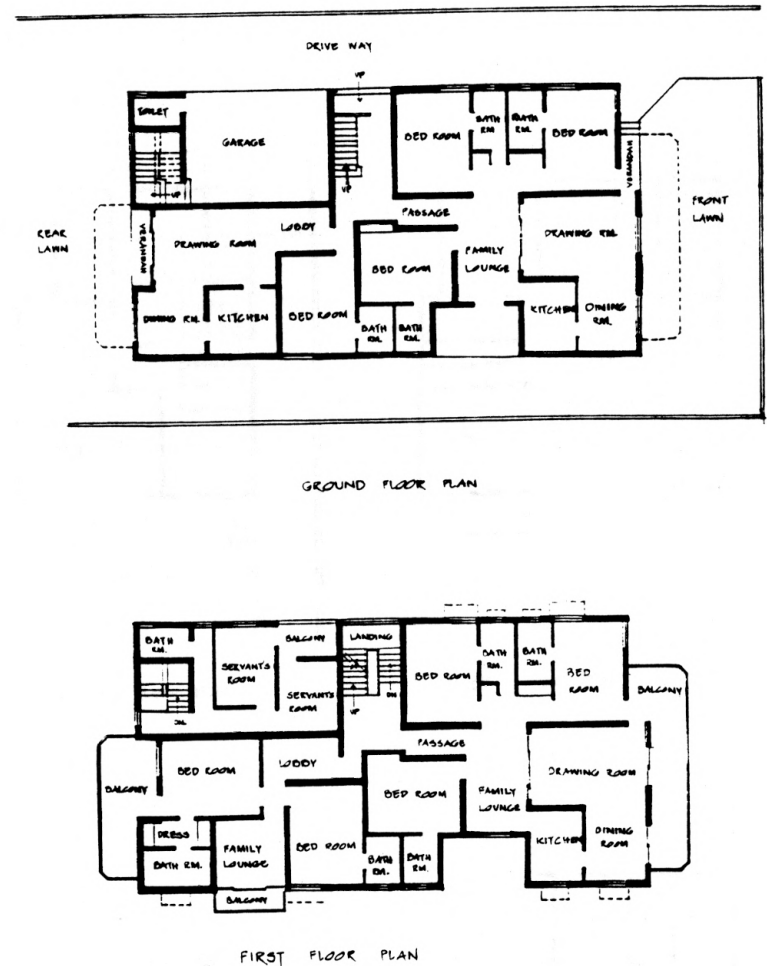 DRIVE WAY
UP
TOILET
GARAGE
BED ROOM
BATH
RM.
BATH
RM.
BED ROOM
VERANDAH
UP
UP
FRONT
LAWN
REAR
LAWN
VERANDAH
DRAWING ROOM
LOBBY
PASSAGE
DRAWING RM.
BED ROOM
FAMILY
LOUNGE
DINING RM.
KITCHEN
BED ROOM
BATH
RM.
BATH
RM.
KITCHEN
DINING
RM.
GROUND FLOOR PLAN
BATH
RM.
SERVANT'S
ROOM
BALCONY
SERVANT'S
ROOM
LANDING
UP
DN.
BED ROOM
BATH
RM.
BATH
RM.
BED
ROOM
BALCONY
DN.
PASSAGE
BALCONY
BED ROOM
LOBBY
BED ROOM
FAMILY
LOUNGE
DRAWING ROOM
DRESS
BATH RM.
FAMILY
LOUNGE
BED ROOM
BATH
RM.
BATH
RM.
KITCHEN
DINING
ROOM
BALCONY
FIRST FLOOR PLAN